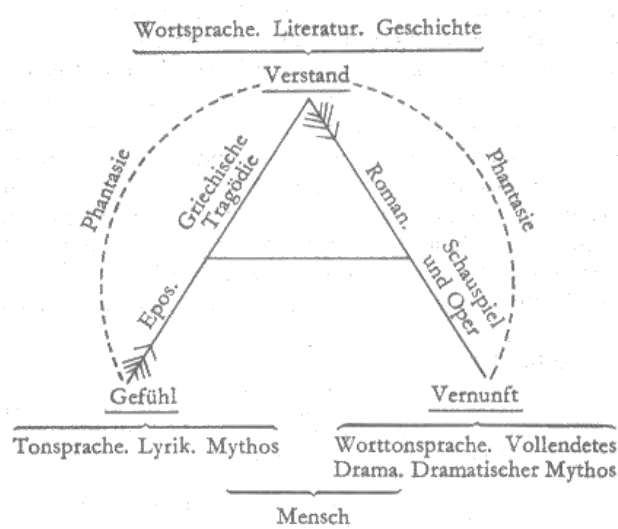 Wortsprache. Literatur. Geschichte
Verstand
Phantasie
Griechische
Tragödie
Epos.
Roman.
Schauspiel
und Oper
Phantasie
Gefühl
Vernunft
Tonsprache. Lyrik. Mythos
Worttonsprache. Vollendetes
Drama. Dramatischer Mythos
Mensch